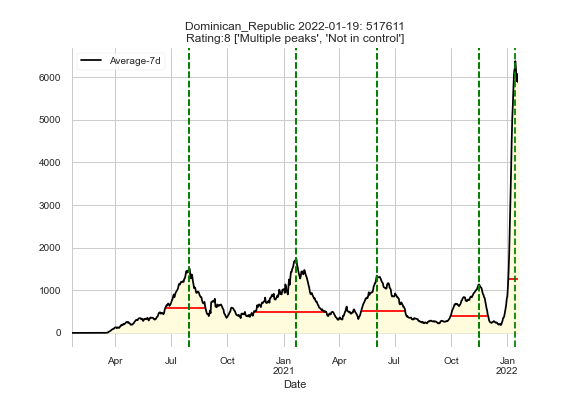 Dominican_Republic 2022-01-19: 517611
Rating:8 ['Multiple peaks', 'Not in control']
Average-7d
6000
5000
4000
3000
2000
1000
0
Apr Jul Oct Jan Apr Jul Oct Jan
2021 2022
Date